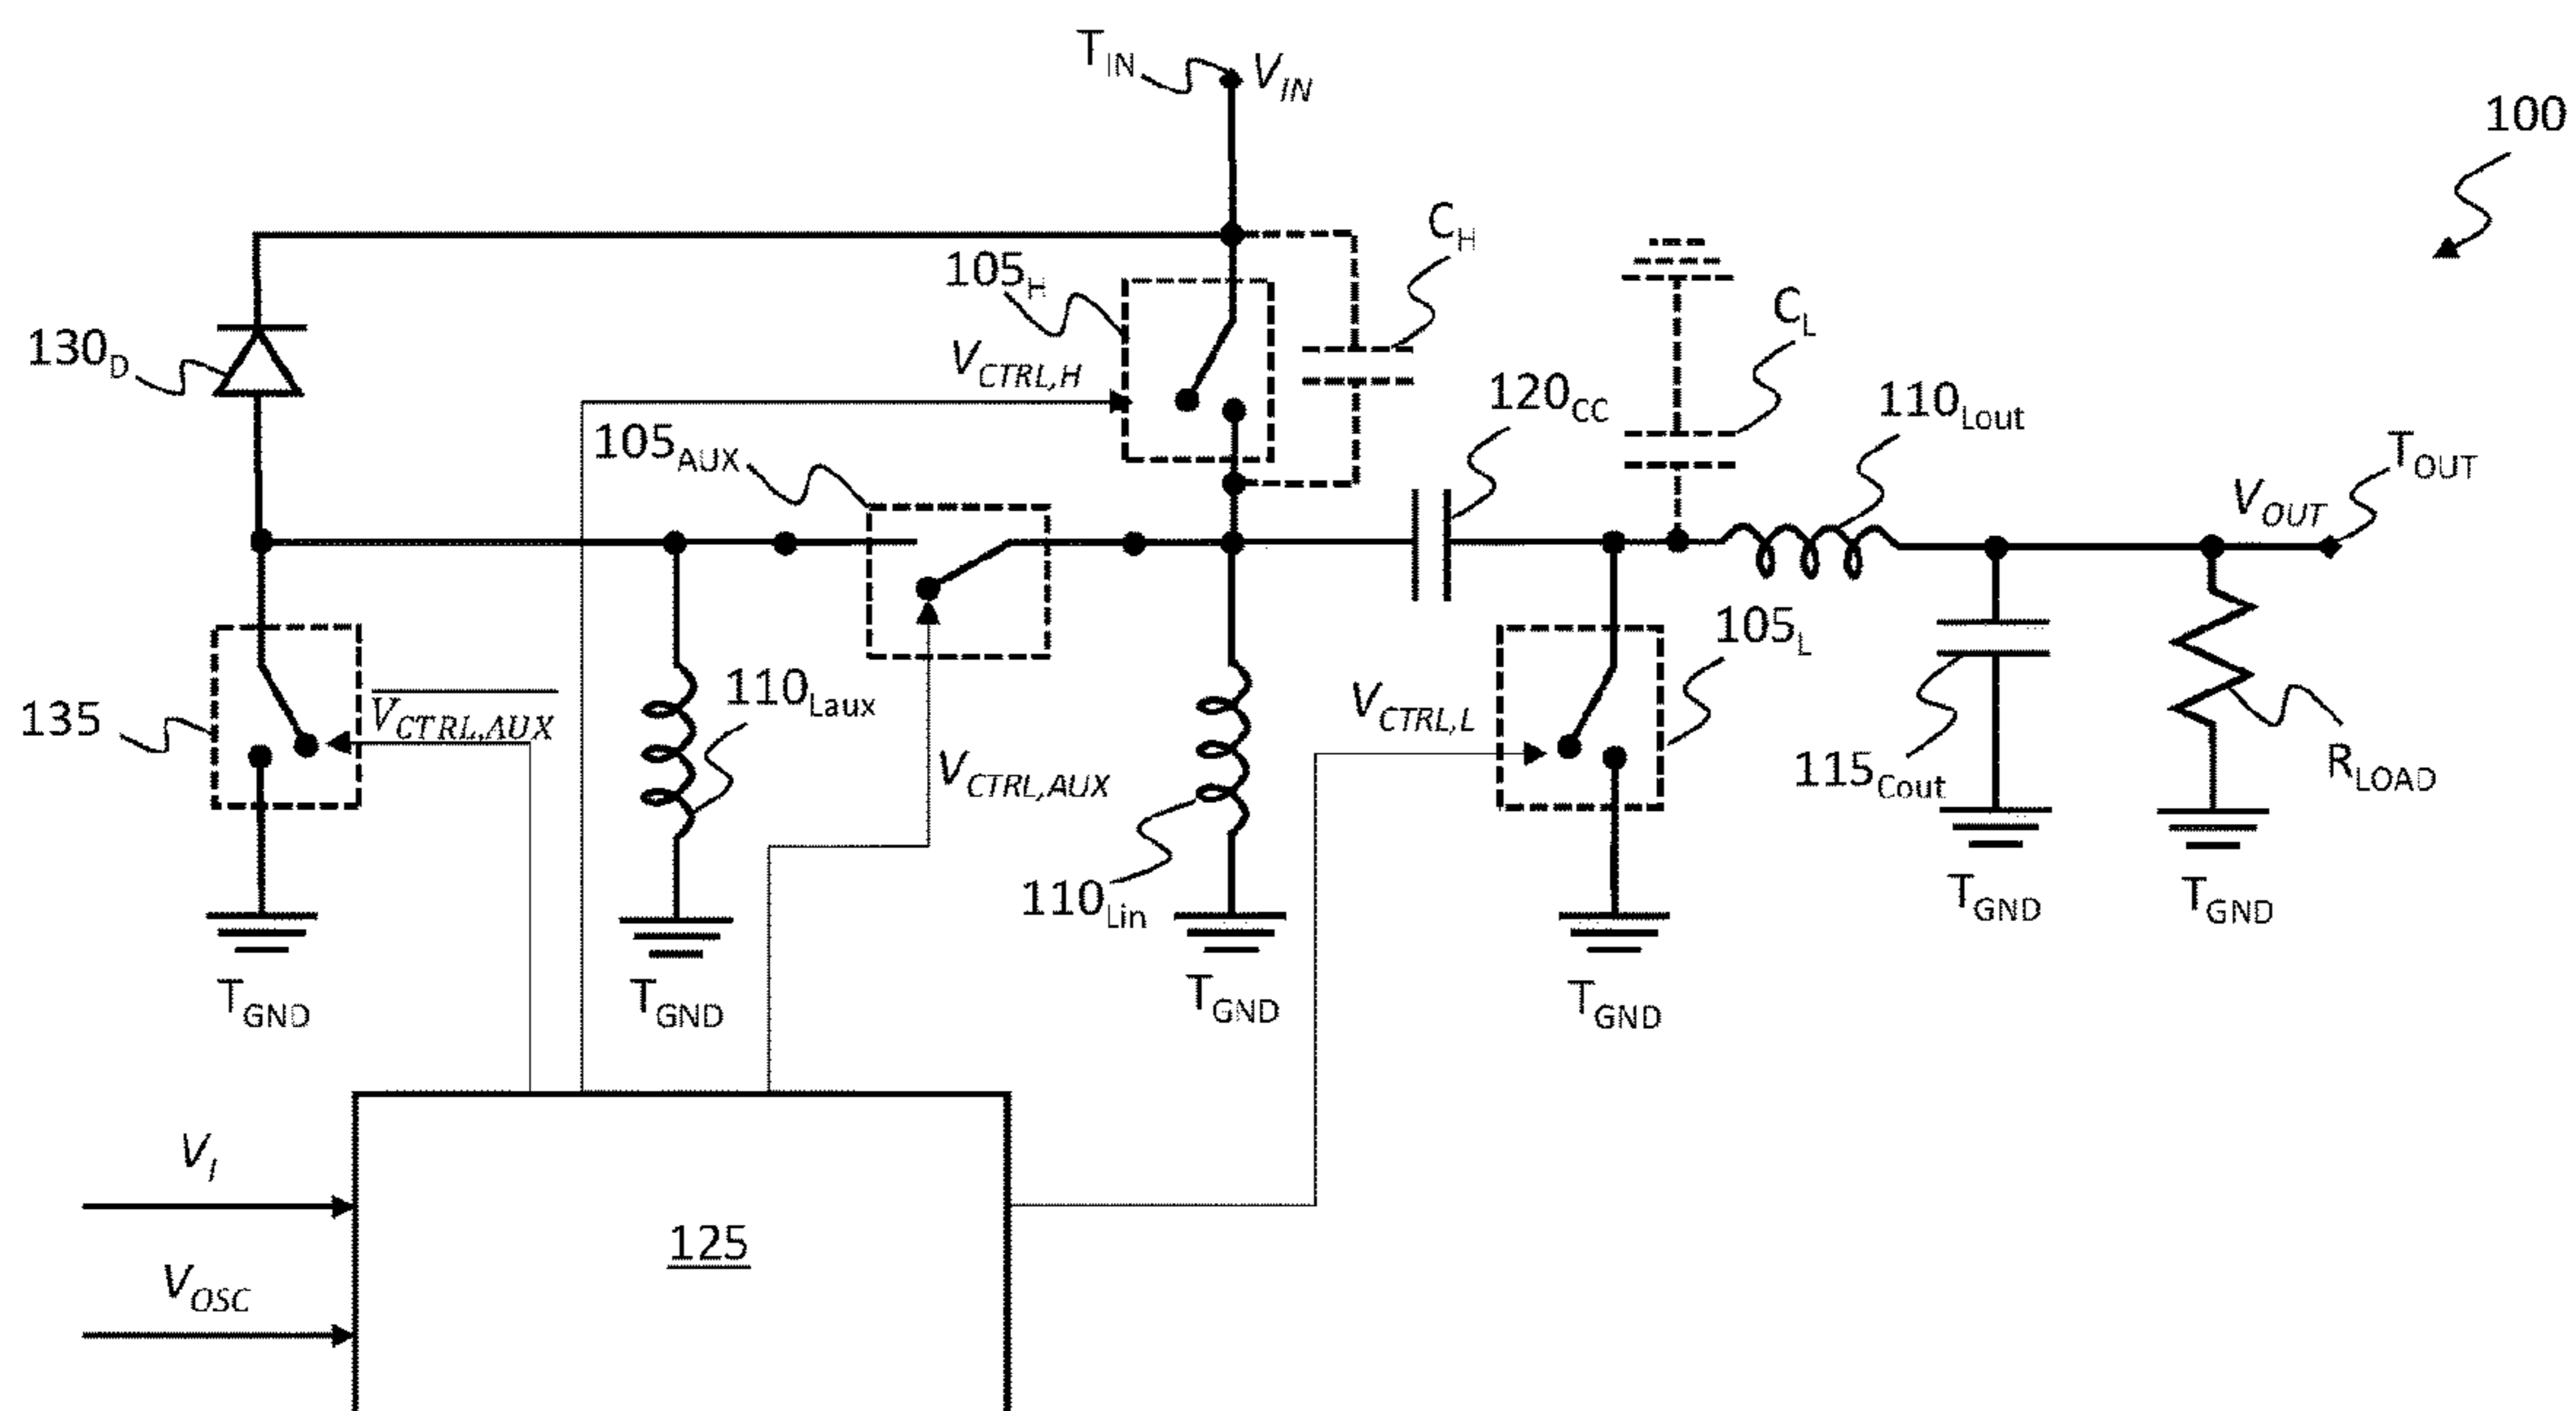 T_IN
V_IN
100
C_H
105_H
C_L
130_D
V_CTRL,H
120_CC
110_Lout
105_AUX
T_OUT
V_OUT
105_L
110_Laux
V_CTRL,L
135
V̅_CTRL,AUX
V_CTRL,AUX
115_Cout
R_LOAD
110_Lin
T_GND
T_GND
T_GND
T_GND
T_GND
T_GND
V_I
125
V_OSC